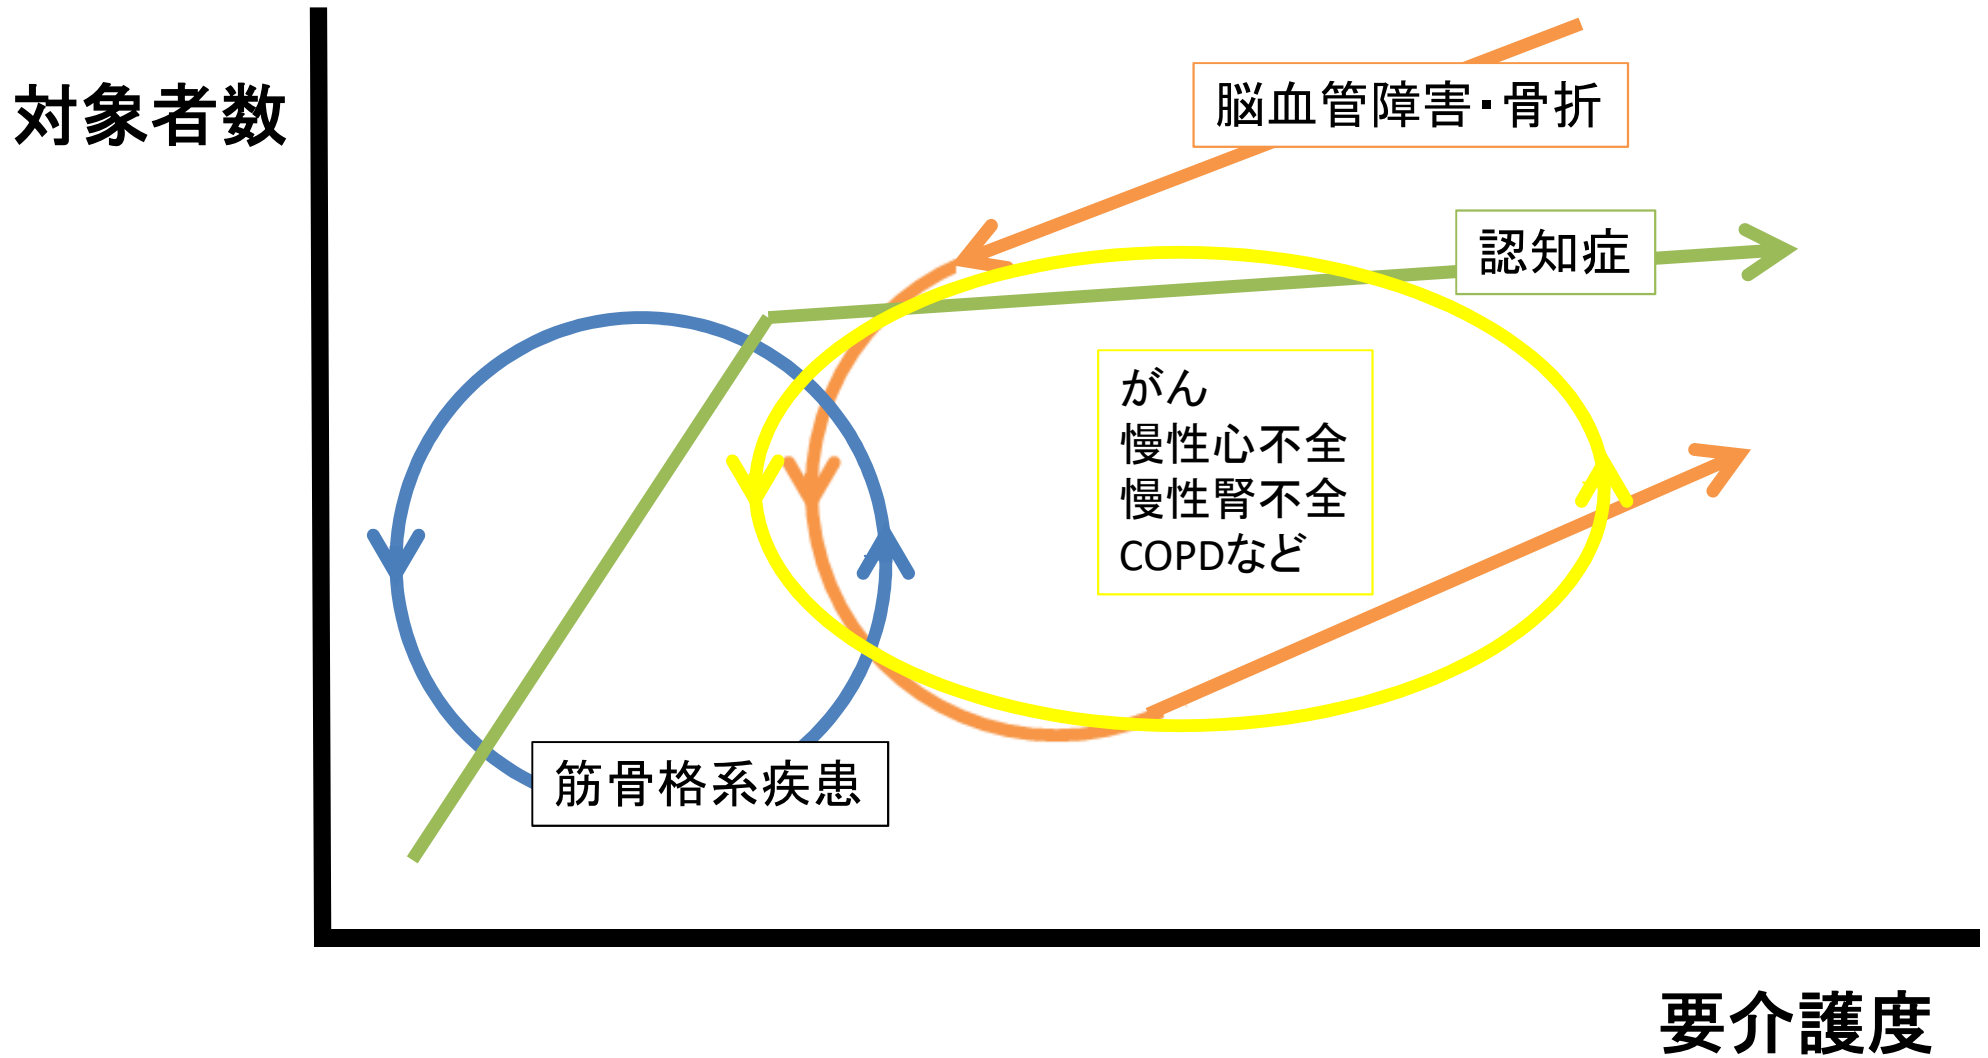 対象者数
脳血管障害・骨折
認知症
がん
慢性心不全
慢性腎不全
COPDなど
筋骨格系疾患
要介護度